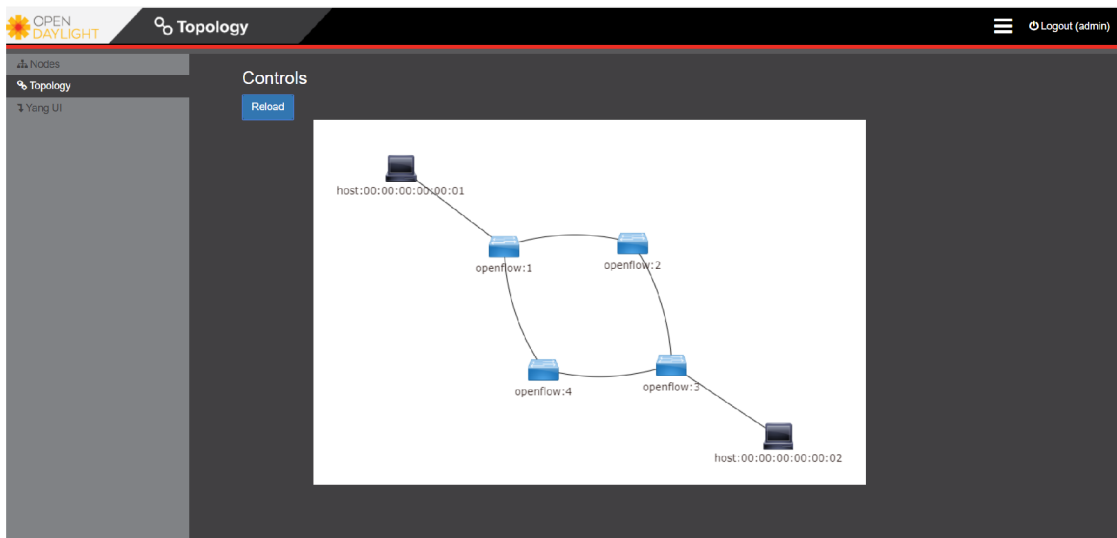 OPEN
DAYLIGHT
Topology
Logout (admin)
Nodes
Topology
Yang UI
Controls
Reload
host:00:00:00:00:00:01
openflow:1
openflow:2
openflow:4
openflow:3
host:00:00:00:00:00:02